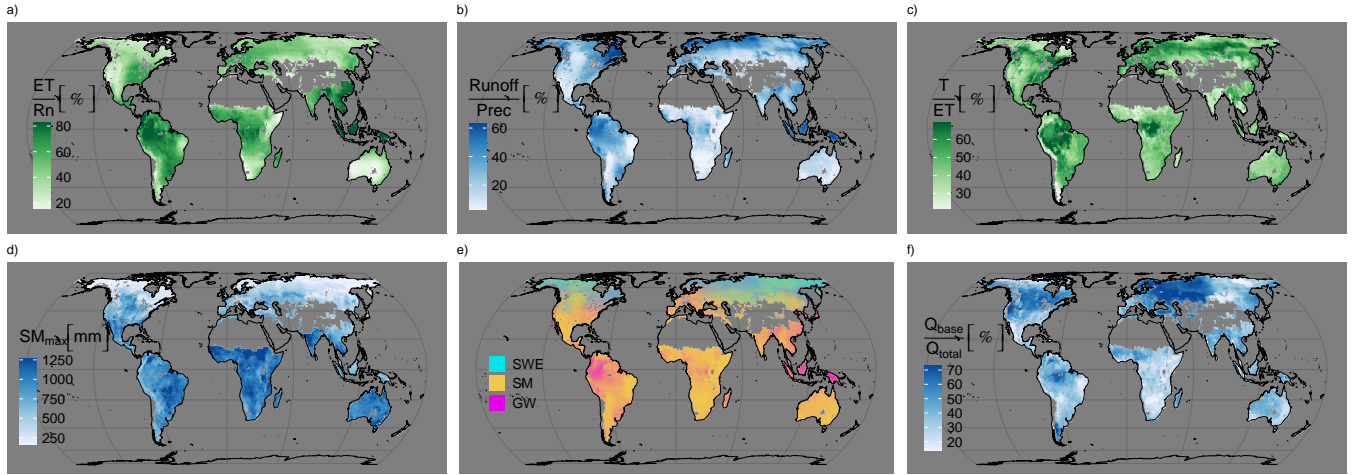 a)
ET
Rn
[ % ]
80
60
40
20
b)
Runoff
Prec
[ % ]
60
40
20
c)
T
ET
[ % ]
60
50
40
30
d)
SMmax [mm]
1250
1000
750
500
250
e)
SWE
SM
GW
f)
Qbase
Qtotal
[ % ]
70
60
50
40
30
20